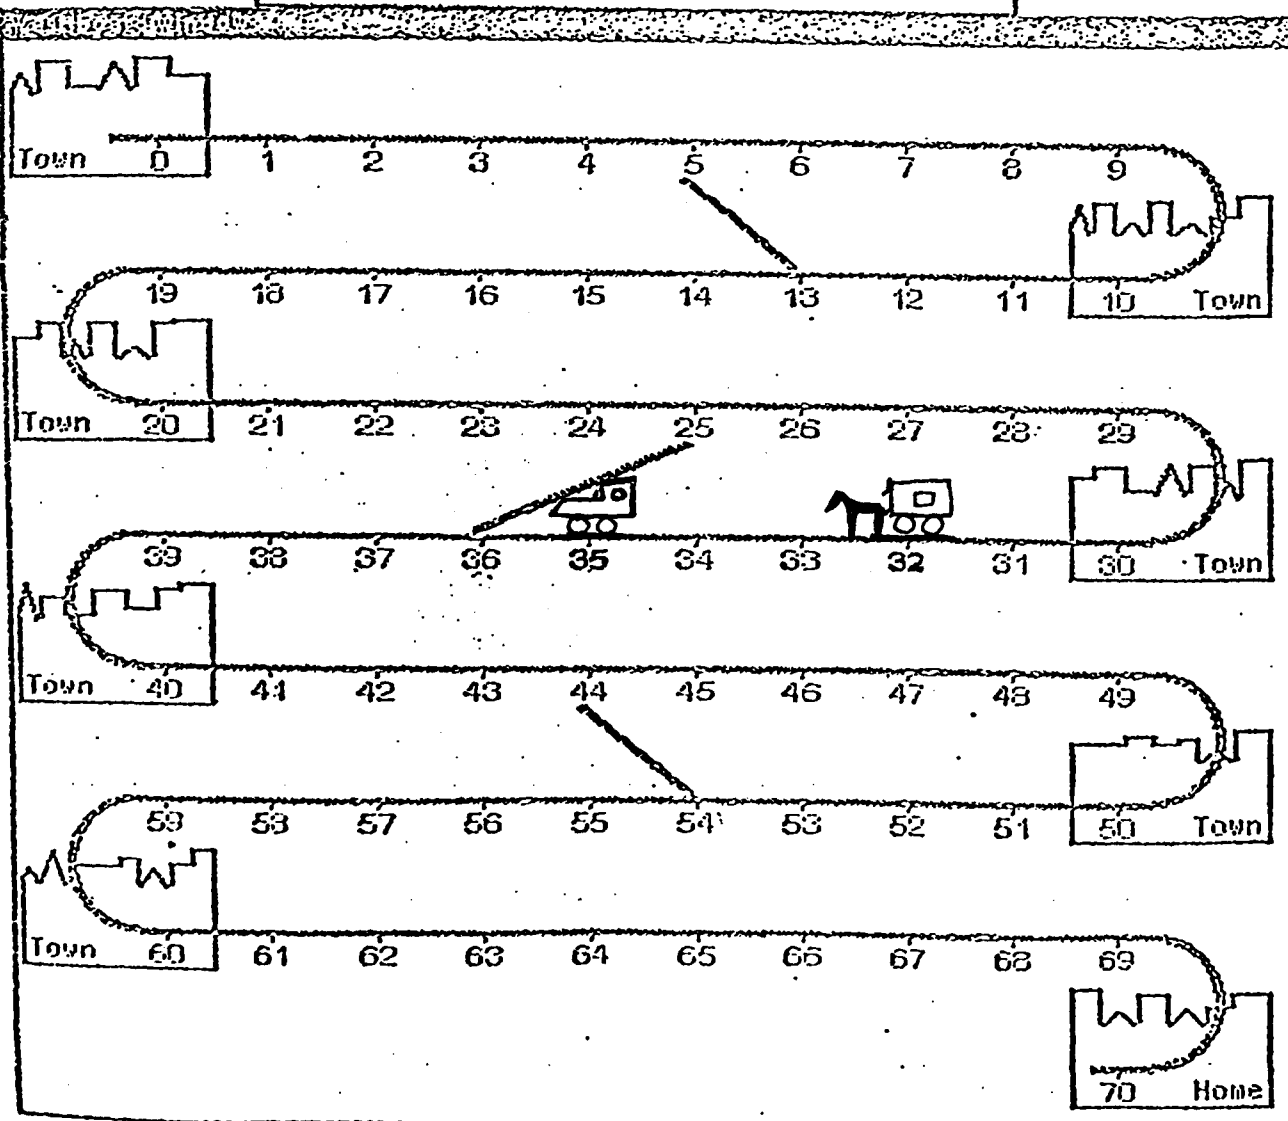 Town 0 1 2 3 4 5 6 7 8 9
19 18 17 16 15 14 13 12 11 10 Town
Town 20 21 22 23 24 25 26 27 28 29
39 38 37 36 35 34 33 32 31 30 Town
Town 40 41 42 43 44 45 46 47 48 49
59 58 57 56 55 54 53 52 51 50 Town
Town 60 61 62 63 64 65 66 67 68 69
70 Home